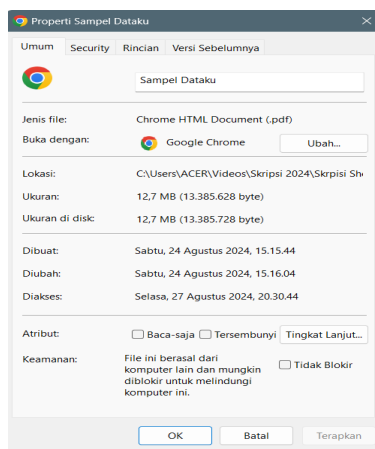 Properti Sampel Dataku
Umum Security Rincian Versi Sebelumnya
Sampel Dataku
Jenis file: Chrome HTML Document (.pdf)
Buka dengan: Google Chrome Ubah...
Lokasi: C:\Users\ACER\Videos\Skripsi 2024\Skrpisi Sh
Ukuran: 12,7 MB (13.385.628 byte)
Ukuran di disk: 12,7 MB (13.385.728 byte)
Dibuat: Sabtu, 24 Agustus 2024, 15.15.44
Diubah: Sabtu, 24 Agustus 2024, 15.16.04
Diakses: Selasa, 27 Agustus 2024, 20.30.44
Atribut: Baca-saja Tersembunyi Tingkat Lanjut...
Keamanan: File ini berasal dari
komputer lain dan mungkin
diblokir untuk melindungi
komputer ini.
Tidak Blokir
OK Batal Terapkan